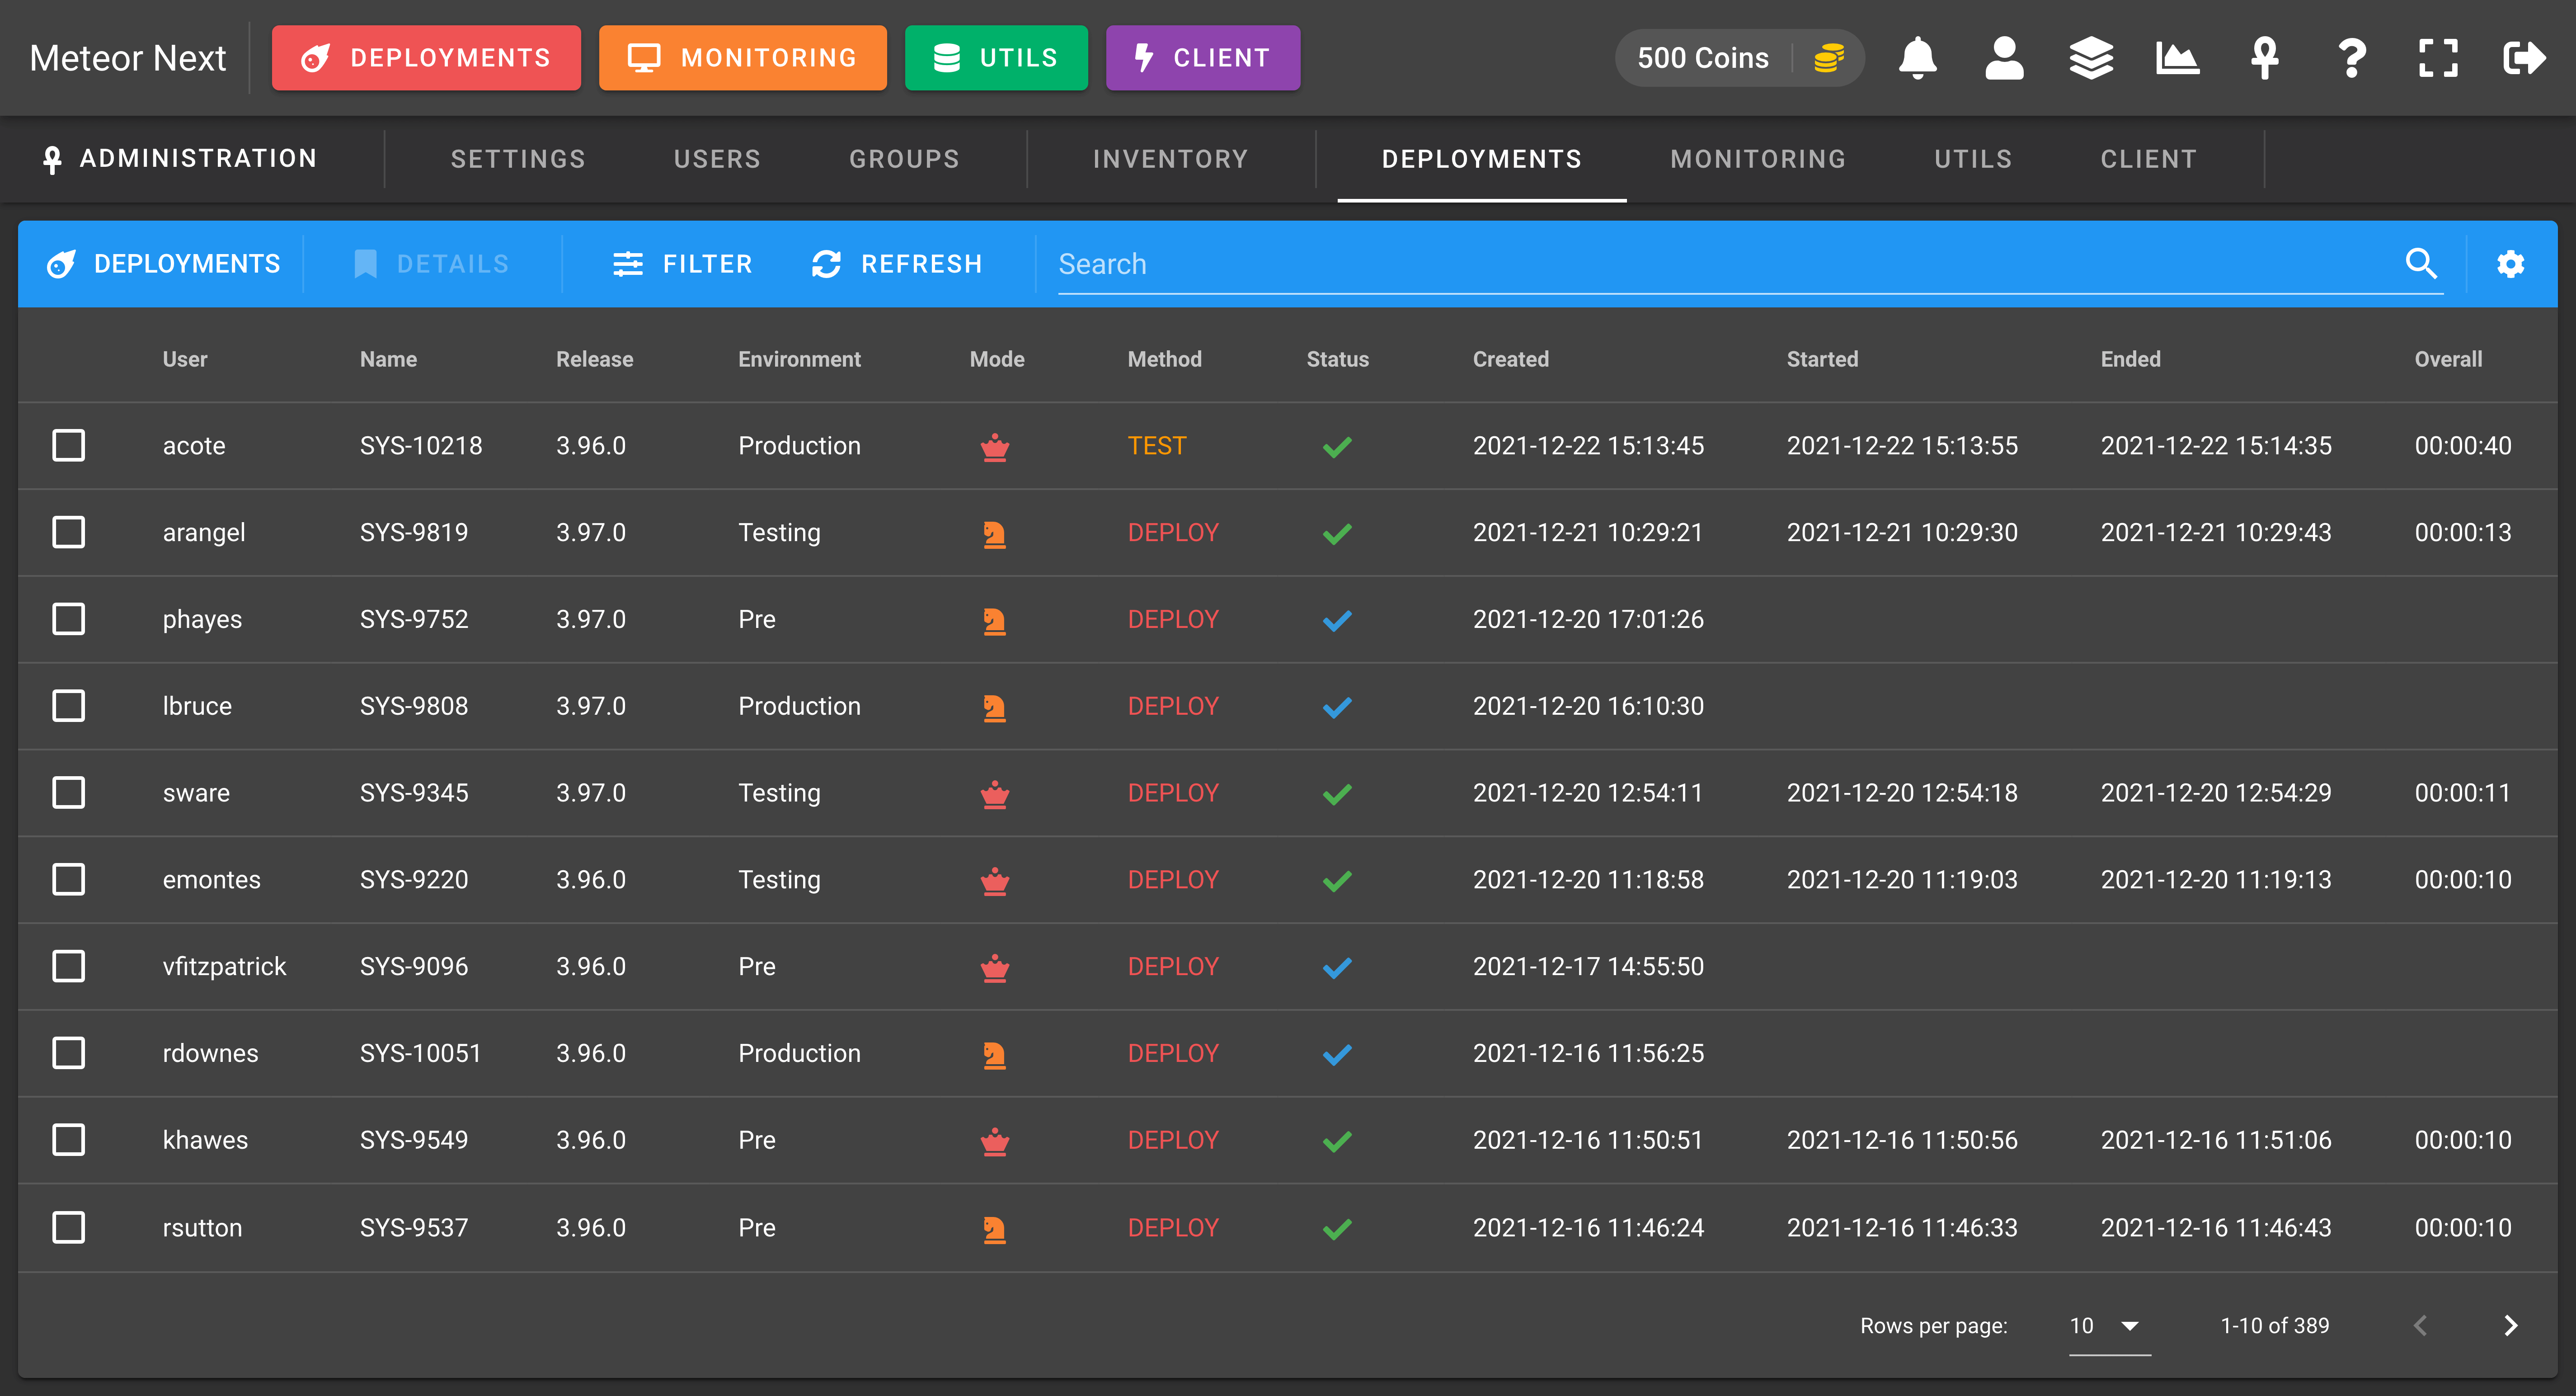 Meteor Next DEPLOYMENTS MONITORING UTILS CLIENT 500 Coins
ADMINISTRATION SETTINGS USERS GROUPS INVENTORY DEPLOYMENTS MONITORING UTILS CLIENT
DEPLOYMENTS DETAILS FILTER REFRESH Search
User Name Release Environment Mode Method Status Created Started Ended Overall
acote SYS-10218 3.96.0 Production TEST 2021-12-22 15:13:45 2021-12-22 15:13:55 2021-12-22 15:14:35 00:00:40
arangel SYS-9819 3.97.0 Testing DEPLOY 2021-12-21 10:29:21 2021-12-21 10:29:30 2021-12-21 10:29:43 00:00:13
phayes SYS-9752 3.97.0 Pre DEPLOY 2021-12-20 17:01:26
lbruce SYS-9808 3.97.0 Production DEPLOY 2021-12-20 16:10:30
sware SYS-9345 3.97.0 Testing DEPLOY 2021-12-20 12:54:11 2021-12-20 12:54:18 2021-12-20 12:54:29 00:00:11
emontes SYS-9220 3.96.0 Testing DEPLOY 2021-12-20 11:18:58 2021-12-20 11:19:03 2021-12-20 11:19:13 00:00:10
vfitzpatrick SYS-9096 3.96.0 Pre DEPLOY 2021-12-17 14:55:50
rdownes SYS-10051 3.96.0 Production DEPLOY 2021-12-16 11:56:25
khawes SYS-9549 3.96.0 Pre DEPLOY 2021-12-16 11:50:51 2021-12-16 11:50:56 2021-12-16 11:51:06 00:00:10
rsutton SYS-9537 3.96.0 Pre DEPLOY 2021-12-16 11:46:24 2021-12-16 11:46:33 2021-12-16 11:46:43 00:00:10
Rows per page: 10 1-10 of 389